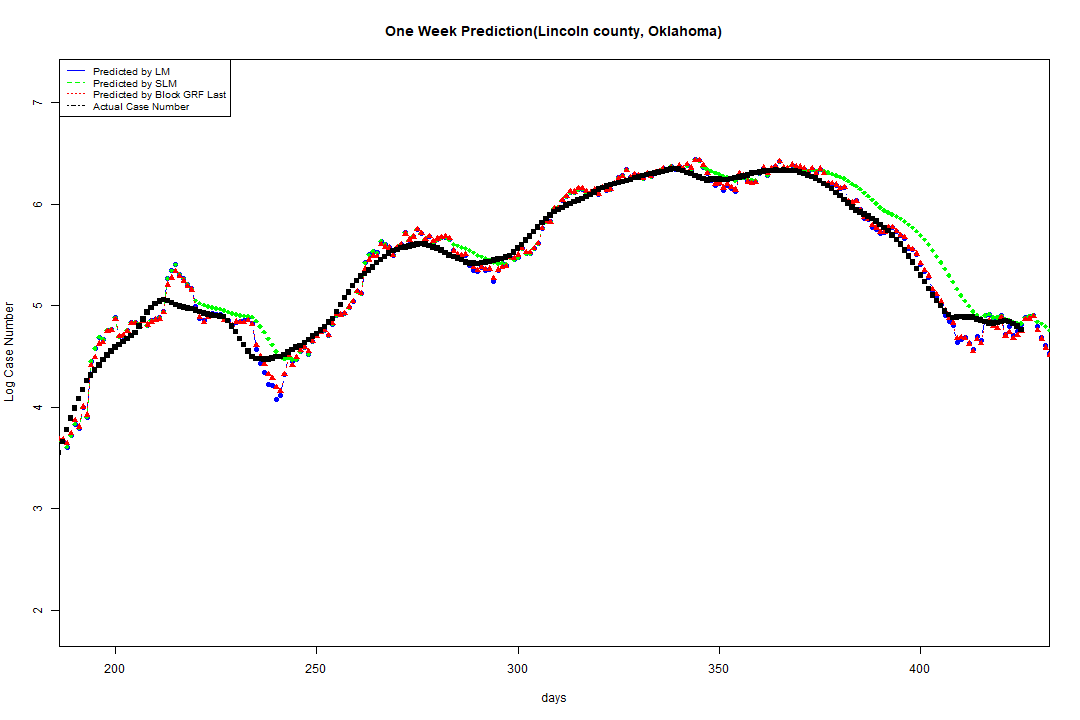 One Week Prediction(Lincoln county, Oklahoma)
Predicted by LM
Predicted by SLM
Predicted by Block GRF Last
Actual Case Number
7
6
5
4
3
2
Log Case Number
200 250 300 350 400
days